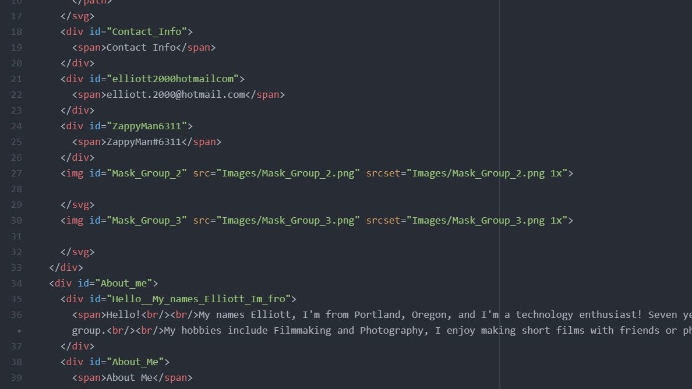 16 </path>
17 </svg>
18 <div id="Contact_Info">
19 <span>Contact Info</span>
20 </div>
21 <div id="elliott2000hotmailcom">
22 <span>elliott.2000@hotmail.com</span>
23 </div>
24 <div id="ZappyMan6311">
25 <span>ZappyMan#6311</span>
26 </div>
27 <img id="Mask_Group_2" src="Images/Mask_Group_2.png" srcset="Images/Mask_Group_2.png 1x">
28
29 </svg>
30 <img id="Mask_Group_3" src="Images/Mask_Group_3.png" srcset="Images/Mask_Group_3.png 1x">
31
32 </svg>
33 </div>
34 <div id="About_me">
35 <div id="Hello__My_names_Elliott_Im_fro">
36 <span>Hello!<br/><br/>My names Elliott, I'm from Portland, Oregon, and I'm a technology enthusiast! Seven ye
• group.<br/><br/>My hobbies include Filmmaking and Photography, I enjoy making short films with friends or ph
37 </div>
38 <div id="About_Me">
39 <span>About Me</span>